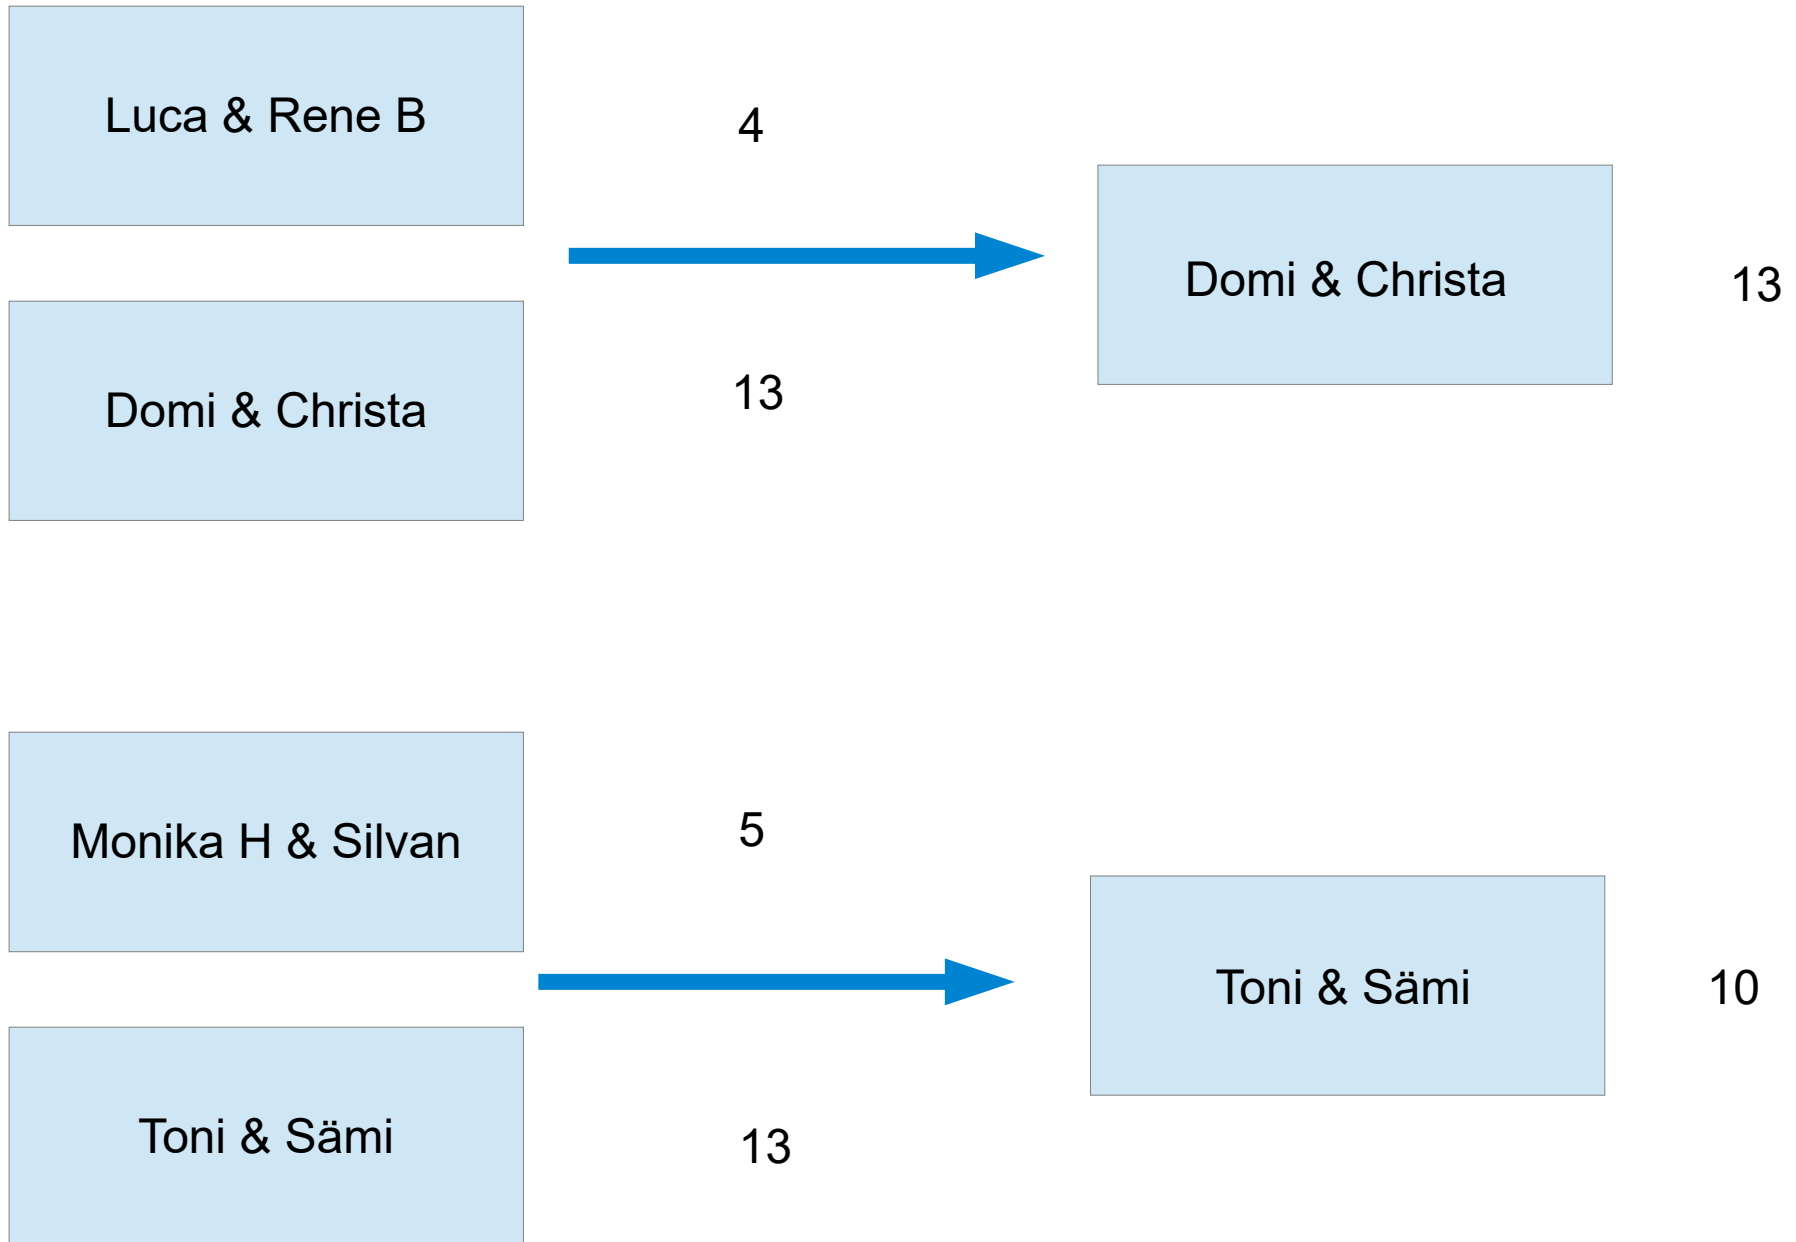 Luca & Rene B
4
Domi & Christa
13
Domi & Christa
13
Monika H & Silvan
5
Toni & Sämi
10
Toni & Sämi
13